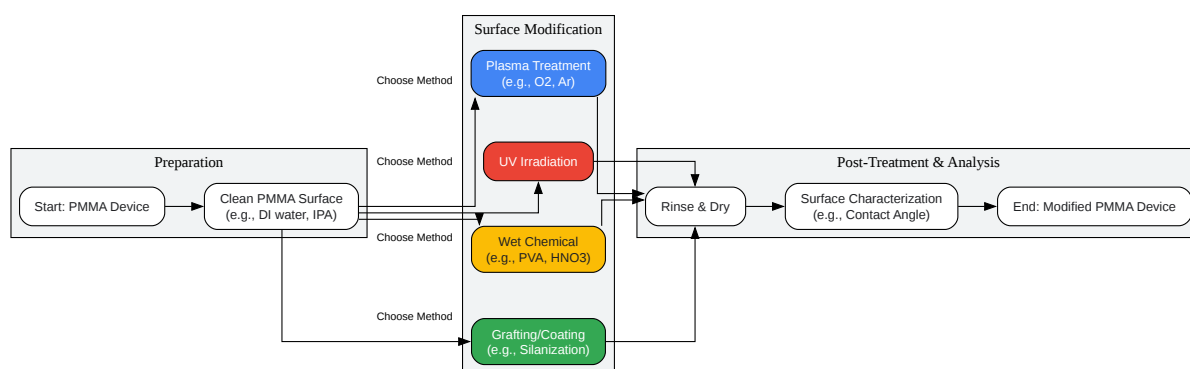 Surface Modification
Plasma Treatment
(e.g., O2, Ar)
Choose Method
UV Irradiation
Choose Method
Wet Chemical
(e.g., PVA, HNO3)
Choose Method
Grafting/Coating
(e.g., Silanization)
Choose Method
Preparation
Start: PMMA Device
Clean PMMA Surface
(e.g., DI water, IPA)
Post-Treatment & Analysis
Rinse & Dry
Surface Characterization
(e.g., Contact Angle)
End: Modified PMMA Device